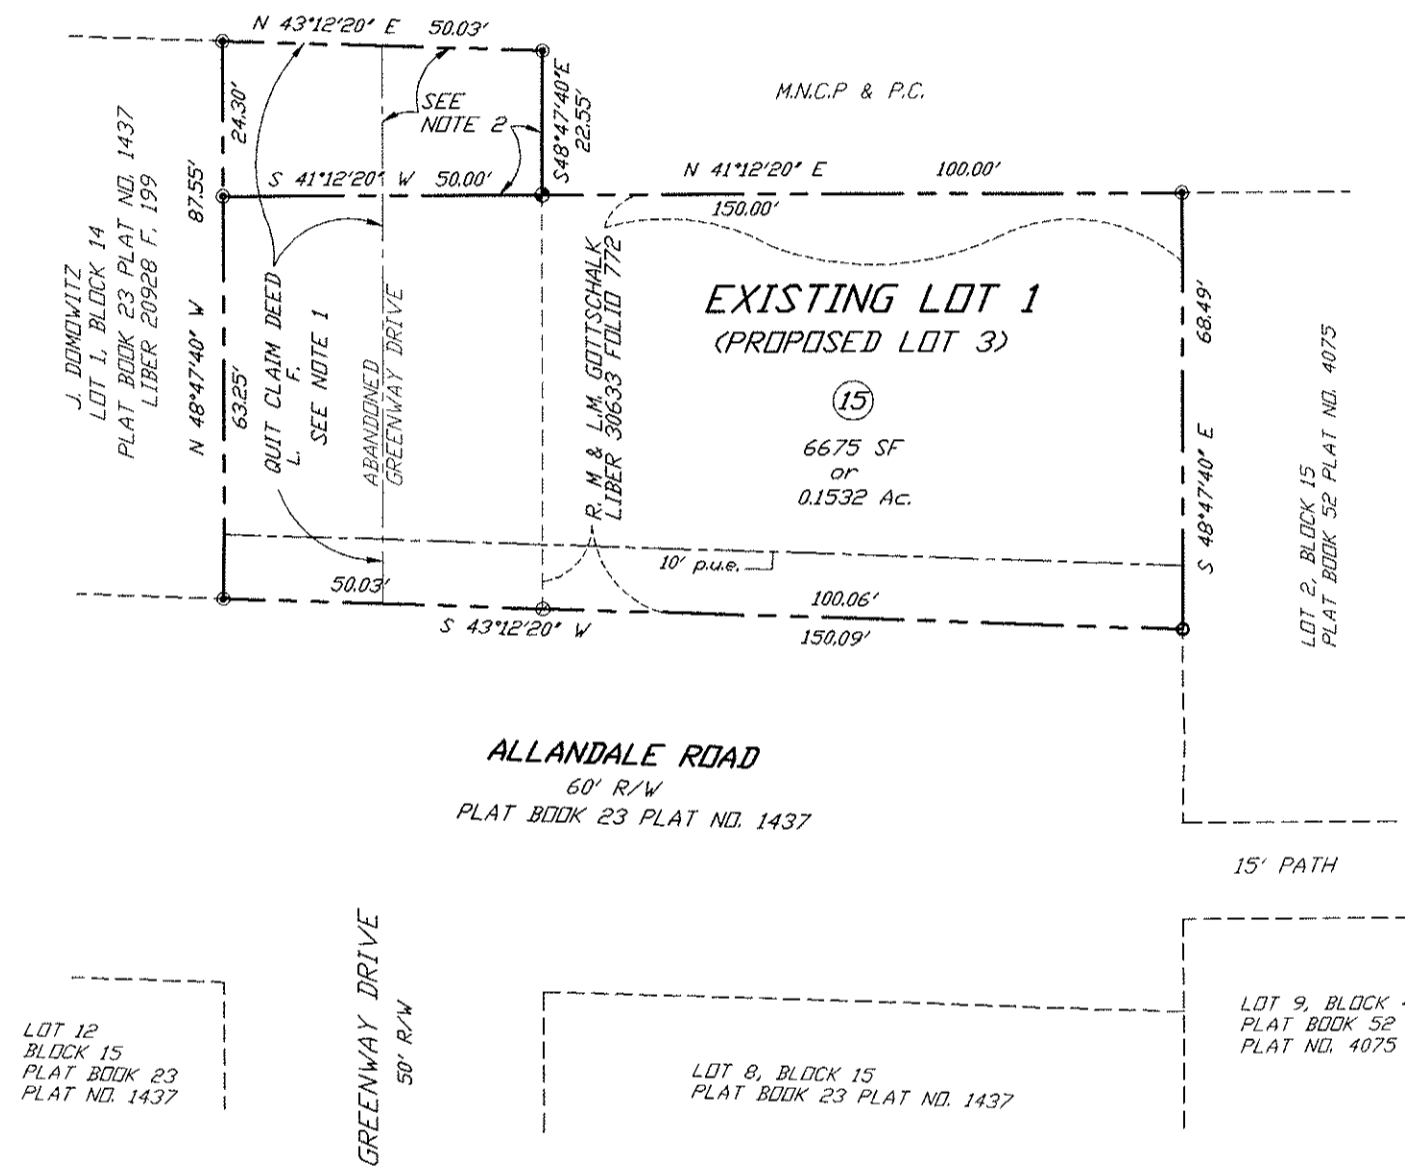 N 43°12'20" E 50.03'
24.30'
SEE
NOTE 2
S48°47'40"E
22.55'
M.N.C.P & P.C.
S 41°12'20" W 50.00'
N 41°12'20" E 100.00'
150.00'
J. DOMOWITZ
LOT 1, BLOCK 14
PLAT BOOK 23 PLAT NO. 1437
LIBER 20928 F. 199
N 48°47'40" W 87.55'
63.25'
QUIT CLAIM DEED
L. F.
SEE NOTE 1
ABANDONED
GREENWAY DRIVE
R. M & L.M. GOTTSCHALK
LIBER 30633 FOLIO 772
EXISTING LOT 1
(PROPOSED LOT 3)
15
6675 SF
or
0.1532 Ac.
S 48°47'40" E 68.49'
LOT 2, BLOCK 15
PLAT BOOK 52 PLAT NO. 4075
10' p.u.e.
50.03'
100.06'
S 43°12'20" W
150.09'
ALLANDALE ROAD
60' R/W
PLAT BOOK 23 PLAT NO. 1437
15' PATH
GREENWAY DRIVE
50' R/W
LOT 12
BLOCK 15
PLAT BOOK 23
PLAT NO. 1437
LOT 8, BLOCK 15
PLAT BOOK 23 PLAT NO. 1437
LOT 9, BLOCK
PLAT BOOK 52
PLAT NO. 4075